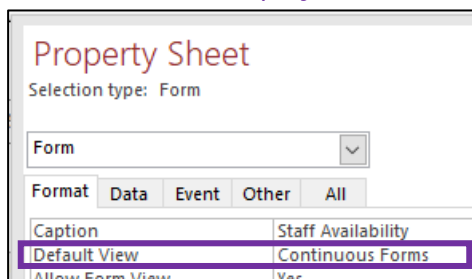 Property Sheet
Selection type: Form
Form
Format Data Event Other All
Caption Staff Availability
Default View Continuous Forms
Allow Form View Yes